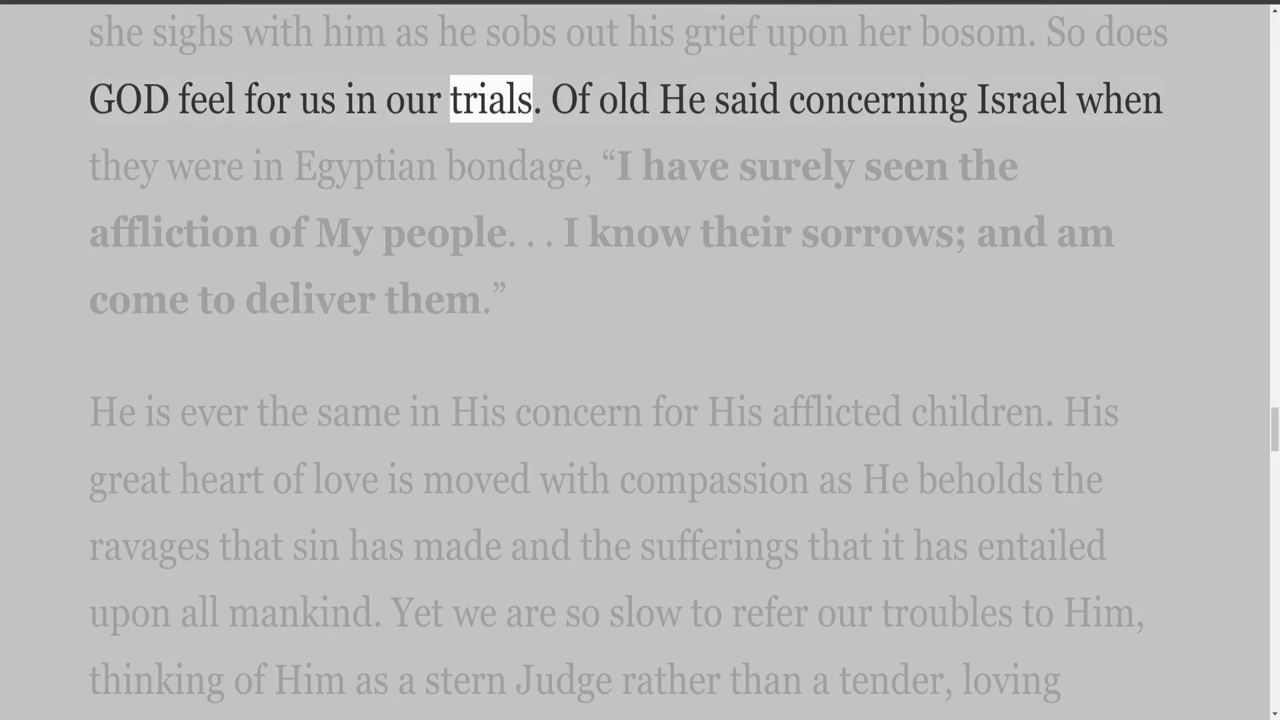 she sighs with him as he sobs out his grief upon her bosom. So does
GOD feel for us in our trials. Of old He said concerning Israel when
they were in Egyptian bondage, “I have surely seen the
affliction of My people. . . I know their sorrows; and am
come to deliver them.”
He is ever the same in His concern for His afflicted children. His
great heart of love is moved with compassion as He beholds the
ravages that sin has made and the sufferings that it has entailed
upon all mankind. Yet we are so slow to refer our troubles to Him,
thinking of Him as a stern Judge rather than a tender, loving